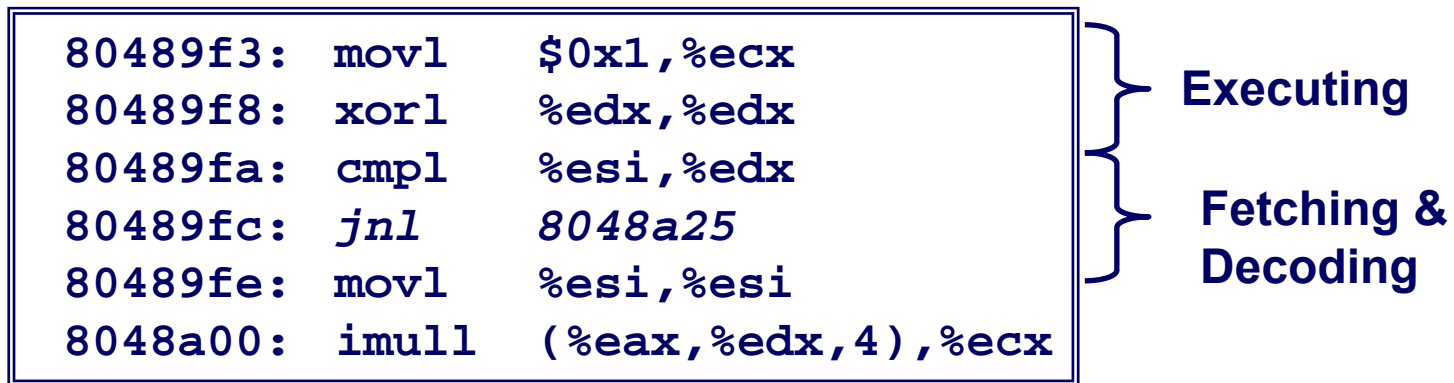 80489f3: movl $0x1,%ecx
80489f8: xorl %edx,%edx
80489fa: cmpl %esi,%edx
80489fc: jnl 8048a25
80489fe: movl %esi,%esi
8048a00: imull (%eax,%edx,4),%ecx
Executing
Fetching &
Decoding